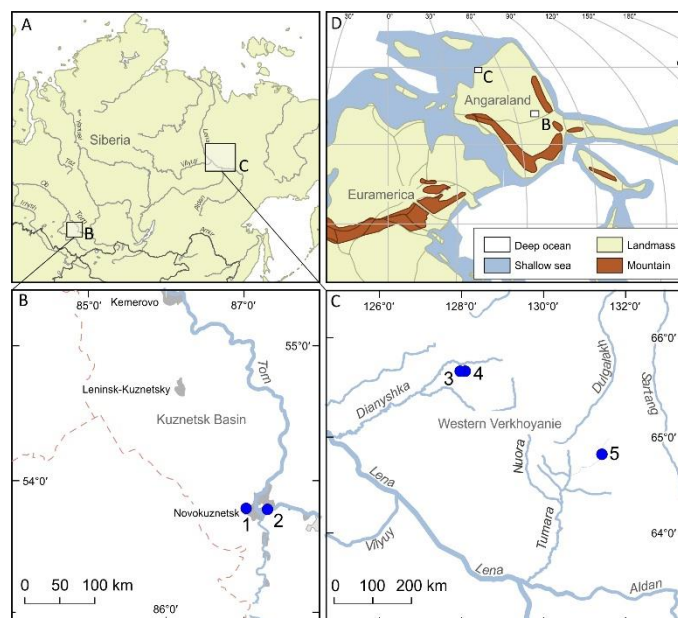 A
Siberia
Yenisei
Lena
Vilyuy
C
Aldan
Ob
Irtysh
Tom
Amur
B
30°
0°
30°
60°
90°
120°
150°
180°
D
C
Angaraland
B
Euramerica
Deep ocean
Landmass
Shallow sea
Mountain
B
85°0'
87°0'
Kemerovo
55°0'
Tom
Leninsk-Kuznetsky
Kuznetsk Basin
54°0'
Novokuznetsk
1
2
0 50 100 km
86°0'
C
126°0'
128°0'
130°0'
132°0'
66°0'
3
4
Dianyshka
Dulgalakh
Sartang
Western Verkhoyanie
5
65°0'
Nuora
Lena
Tumara
Vilyuy
64°0'
Lena
Aldan
0 100 200 km